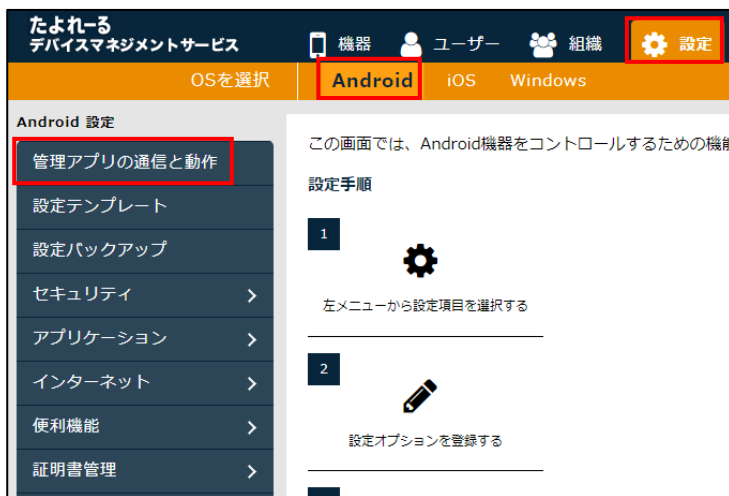 たよれーる
デバイスマネジメントサービス
機器 ユーザー 組織 設定
OSを選択 Android iOS Windows
Android 設定
管理アプリの通信と動作
設定テンプレート
設定バックアップ
セキュリティ
アプリケーション
インターネット
便利機能
証明書管理
この画面では、Android機器をコントロールするための機能
設定手順
1
左メニューから設定項目を選択する
2
設定オプションを登録する